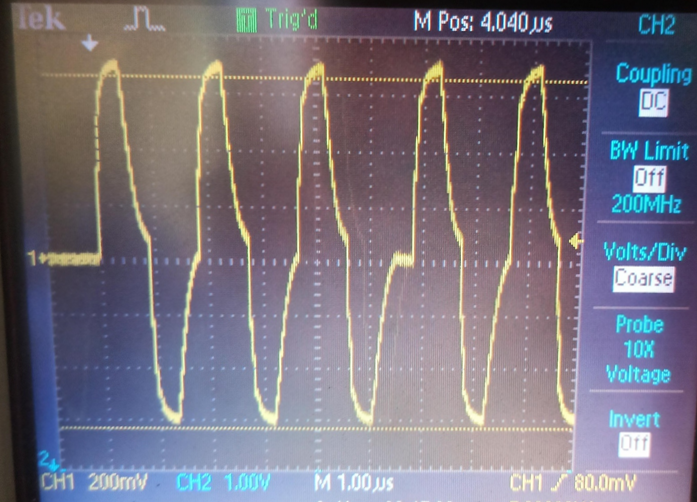 Tek Trig'd M Pos: 4.040µs CH2
Coupling
DC
BW Limit
Off
200MHz
Volts/Div
Coarse
Probe
10X
Voltage
Invert
Off
1
2
CH1 200mV CH2 1.00V M 1.00µs CH1 80.0mV